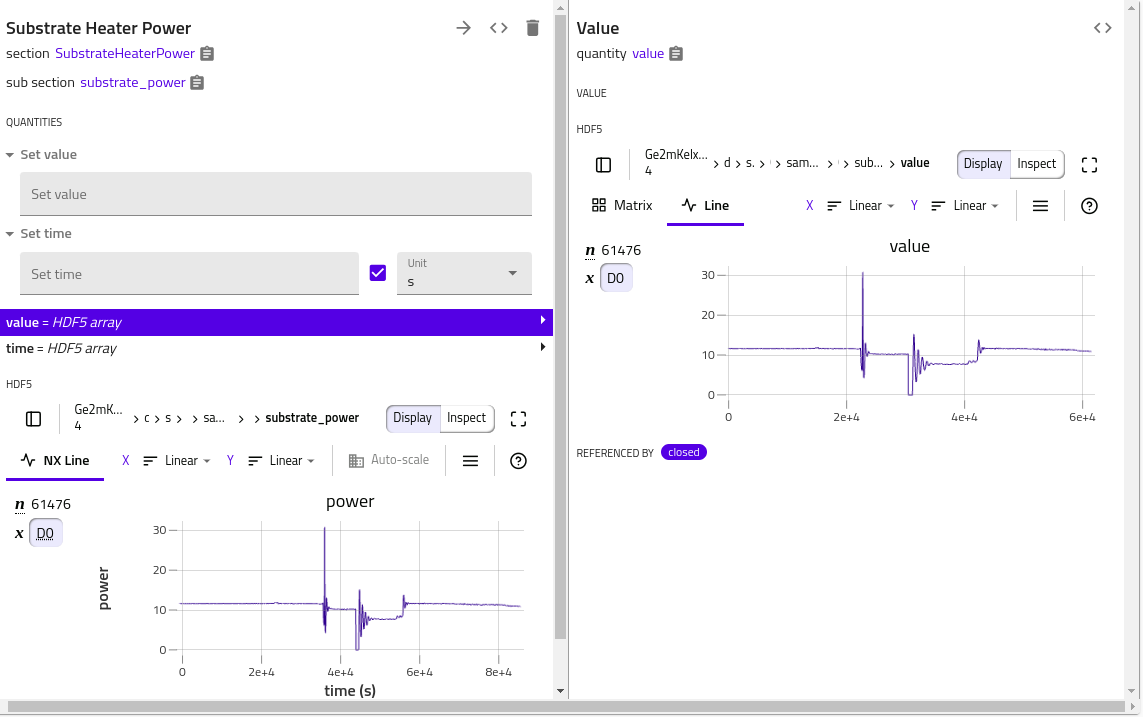 Substrate Heater Power
section SubstrateHeaterPower
sub section substrate_power
QUANTITIES
Set value
Set value
Set time
Set time
Unit
s
value = HDF5 array
time = HDF5 array
HDF5
Ge2mK...
4
c
s
sa...
substrate_power
Display
Inspect
NX Line
X
Linear
Y
Linear
Auto-scale
n 61476
x D0
power
power
30
20
10
0
0
2e+4
4e+4
6e+4
8e+4
time (s)
Value
quantity value
VALUE
HDF5
Ge2mKelx...
4
d
s.
sam...
sub...
value
Display
Inspect
Matrix
Line
X
Linear
Y
Linear
n 61476
x D0
value
30
20
10
0
0
2e+4
4e+4
6e+4
REFERENCED BY closed